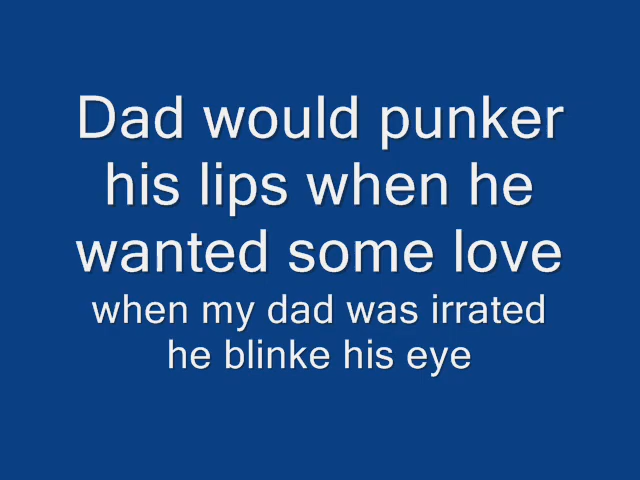 Dad would punker
his lips when he
wanted some love
when my dad was irrated
he blinke his eye